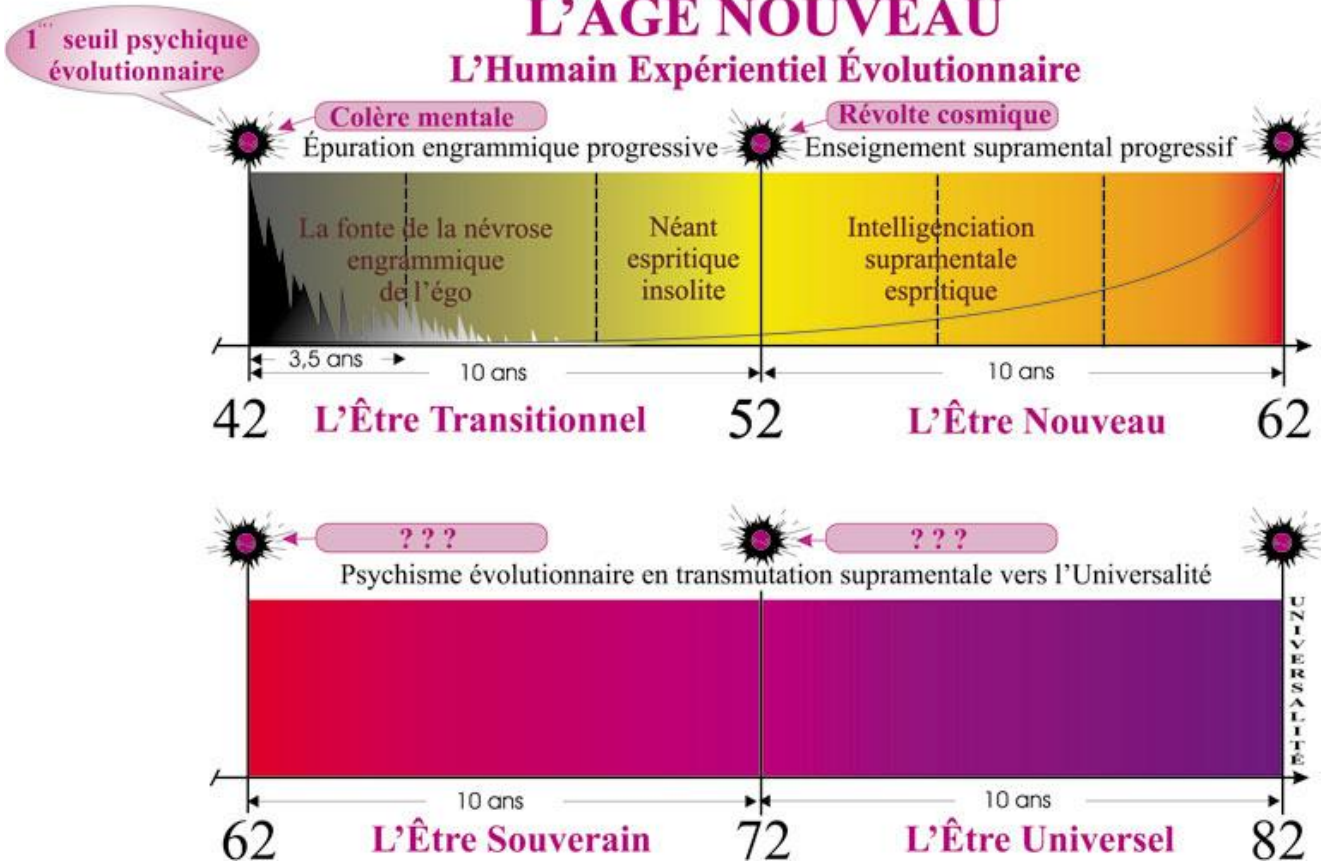 L'ÂGE NOUVEAU
L'Humain Expérientiel Évolutionnaire
1er seuil psychique
évolutionnaire
Colère mentale
Révolte cosmique
Épuration engrammique progressive
Enseignement supramental progressif
La fonte de la névrose
engrammique
de l'égo
Néant
espritique
insolite
Intelligenciation
supramentale
espritique
3,5 ans
10 ans
10 ans
42
L'Être Transitionnel
52
L'Être Nouveau
62
? ? ?
? ? ?
Psychisme évolutionnaire en transmutation supramentale vers l'Universalité
UNIVERSALITÉ
10 ans
10 ans
62
L'Être Souverain
72
L'Être Universel
82